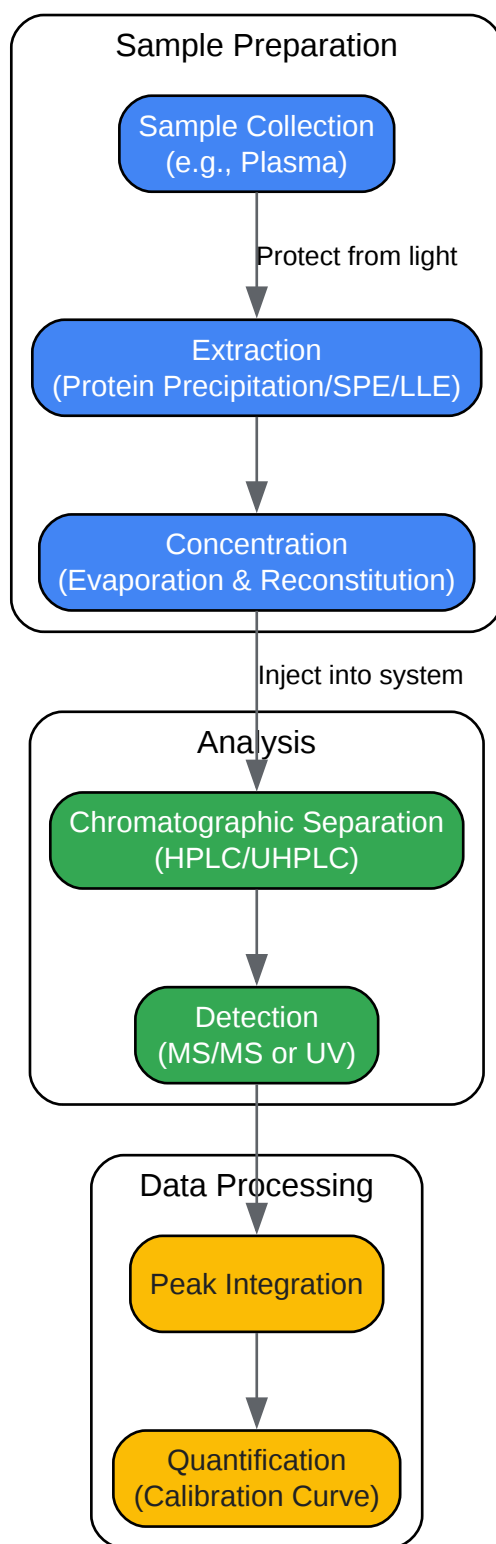 Sample Preparation
Sample Collection
(e.g., Plasma)
Protect from light
Extraction
(Protein Precipitation/SPE/LLE)
Concentration
(Evaporation & Reconstitution)
Inject into system
Analysis
Chromatographic Separation
(HPLC/UHPLC)
Detection
(MS/MS or UV)
Data Processing
Peak Integration
Quantification
(Calibration Curve)